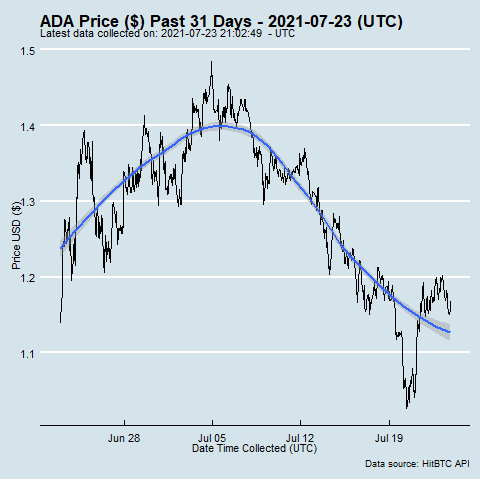 ADA Price ($) Past 31 Days - 2021-07-23 (UTC)
Latest data collected on: 2021-07-23 21:02:49  - UTC
1.5
1.4
1.3
1.2
1.1
Price USD ($)
Jun 28
Jul 05
Jul 12
Jul 19
Date Time Collected (UTC)
Data source: HitBTC API